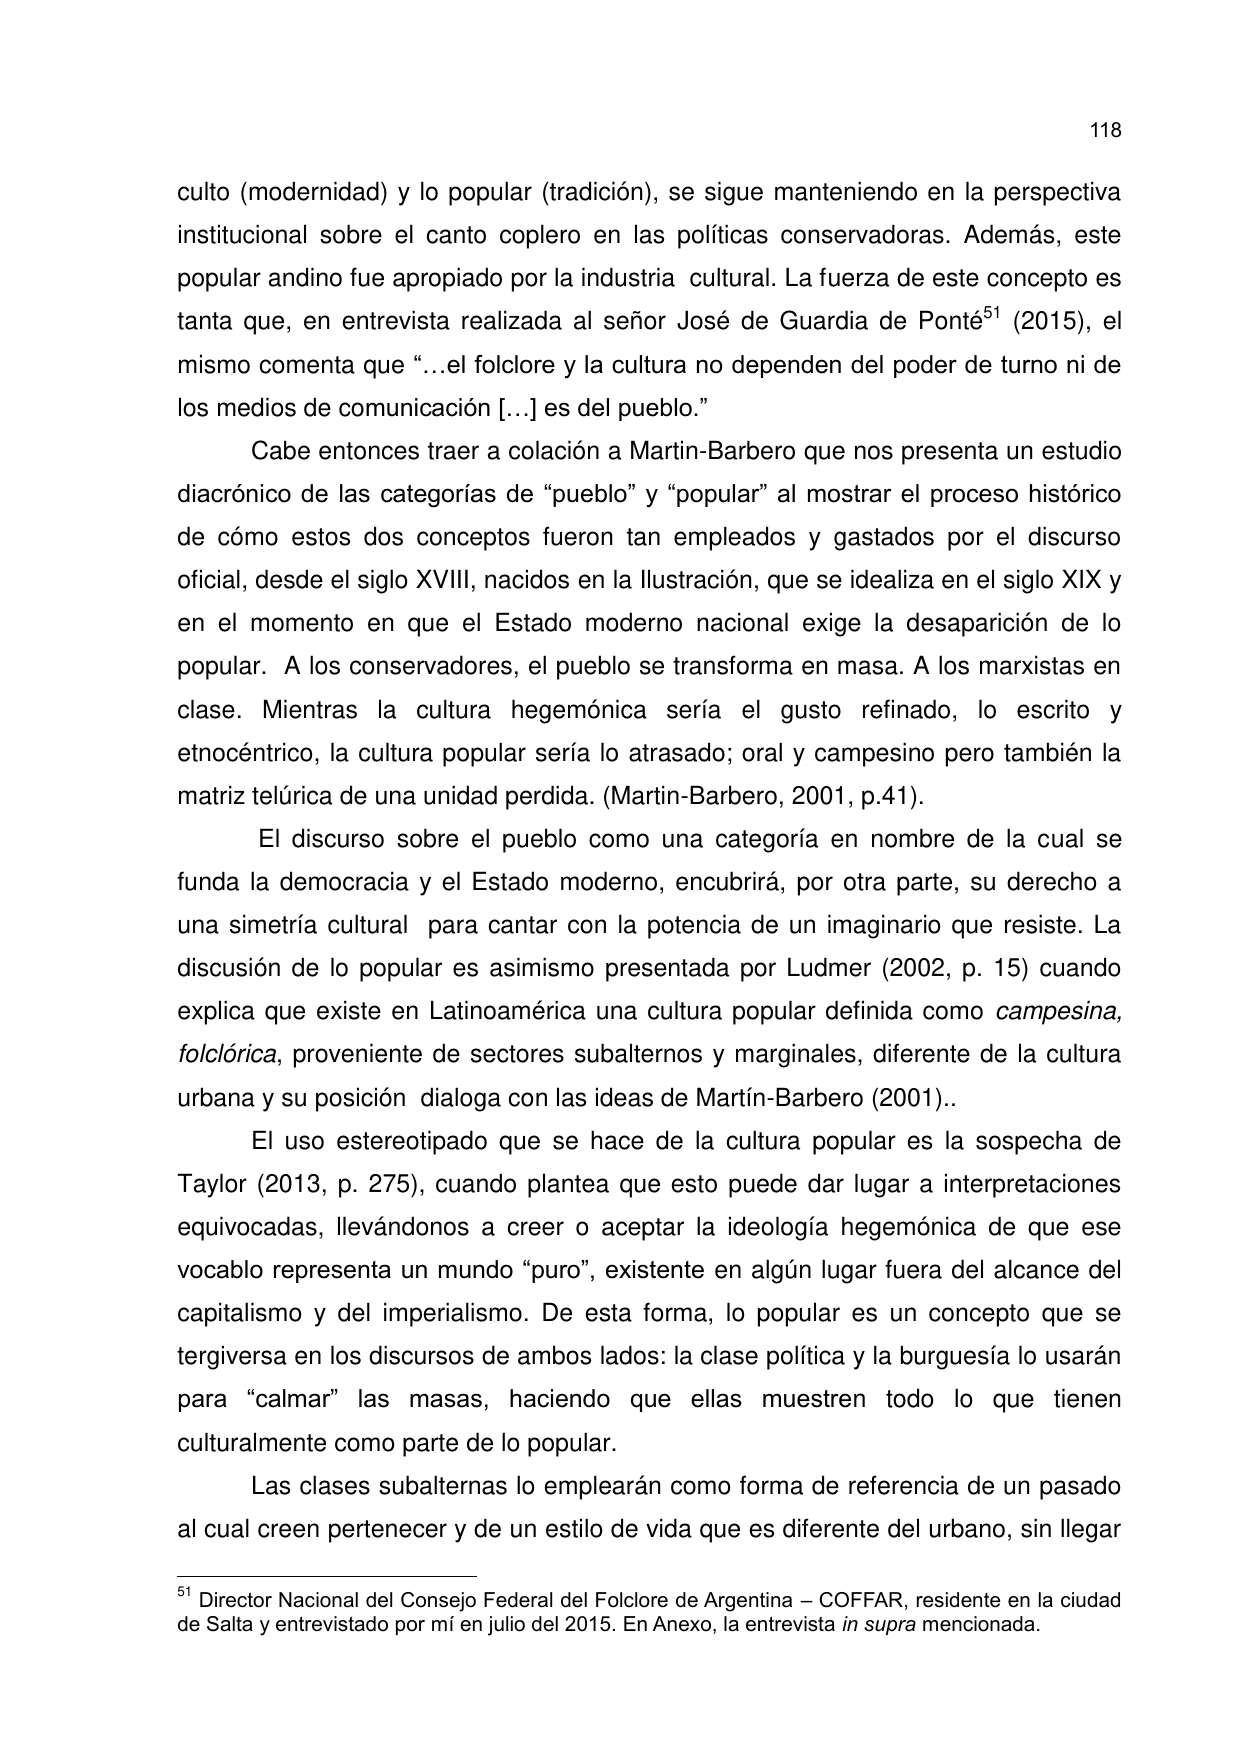 118
culto (modernidad) y lo popular (tradición), se sigue manteniendo en la perspectiva
institucional sobre el canto coplero en las políticas conservadoras. Además, este
popular andino fue apropiado por la industria  cultural. La fuerza de este concepto es
tanta que, en entrevista realizada al señor José de Guardia de Ponté51 (2015), el
mismo comenta que “…el folclore y la cultura no dependen del poder de turno ni de
los medios de comunicación […] es del pueblo.”
Cabe entonces traer a colación a Martin-Barbero que nos presenta un estudio
diacrónico de las categorías de “pueblo” y “popular” al mostrar el proceso histórico
de cómo estos dos conceptos fueron tan empleados y gastados por el discurso
oficial, desde el siglo XVIII, nacidos en la Ilustración, que se idealiza en el siglo XIX y
en el momento en que el Estado moderno nacional exige la desaparición de lo
popular.  A los conservadores, el pueblo se transforma en masa. A los marxistas en
clase. Mientras la cultura hegemónica sería el gusto refinado, lo escrito y
etnocéntrico, la cultura popular sería lo atrasado; oral y campesino pero también la
matriz telúrica de una unidad perdida. (Martin-Barbero, 2001, p.41).
El discurso sobre el pueblo como una categoría en nombre de la cual se
funda la democracia y el Estado moderno, encubrirá, por otra parte, su derecho a
una simetría cultural  para cantar con la potencia de un imaginario que resiste. La
discusión de lo popular es asimismo presentada por Ludmer (2002, p. 15) cuando
explica que existe en Latinoamérica una cultura popular definida como campesina,
folclórica, proveniente de sectores subalternos y marginales, diferente de la cultura
urbana y su posición  dialoga con las ideas de Martín-Barbero (2001)..
El uso estereotipado que se hace de la cultura popular es la sospecha de
Taylor (2013, p. 275), cuando plantea que esto puede dar lugar a interpretaciones
equivocadas, llevándonos a creer o aceptar la ideología hegemónica de que ese
vocablo representa un mundo “puro”, existente en algún lugar fuera del alcance del
capitalismo y del imperialismo. De esta forma, lo popular es un concepto que se
tergiversa en los discursos de ambos lados: la clase política y la burguesía lo usarán
para “calmar” las masas, haciendo que ellas muestren todo lo que tienen
culturalmente como parte de lo popular.
Las clases subalternas lo emplearán como forma de referencia de un pasado
al cual creen pertenecer y de un estilo de vida que es diferente del urbano, sin llegar
51 Director Nacional del Consejo Federal del Folclore de Argentina – COFFAR, residente en la ciudad
de Salta y entrevistado por mí en julio del 2015. En Anexo, la entrevista in supra mencionada.